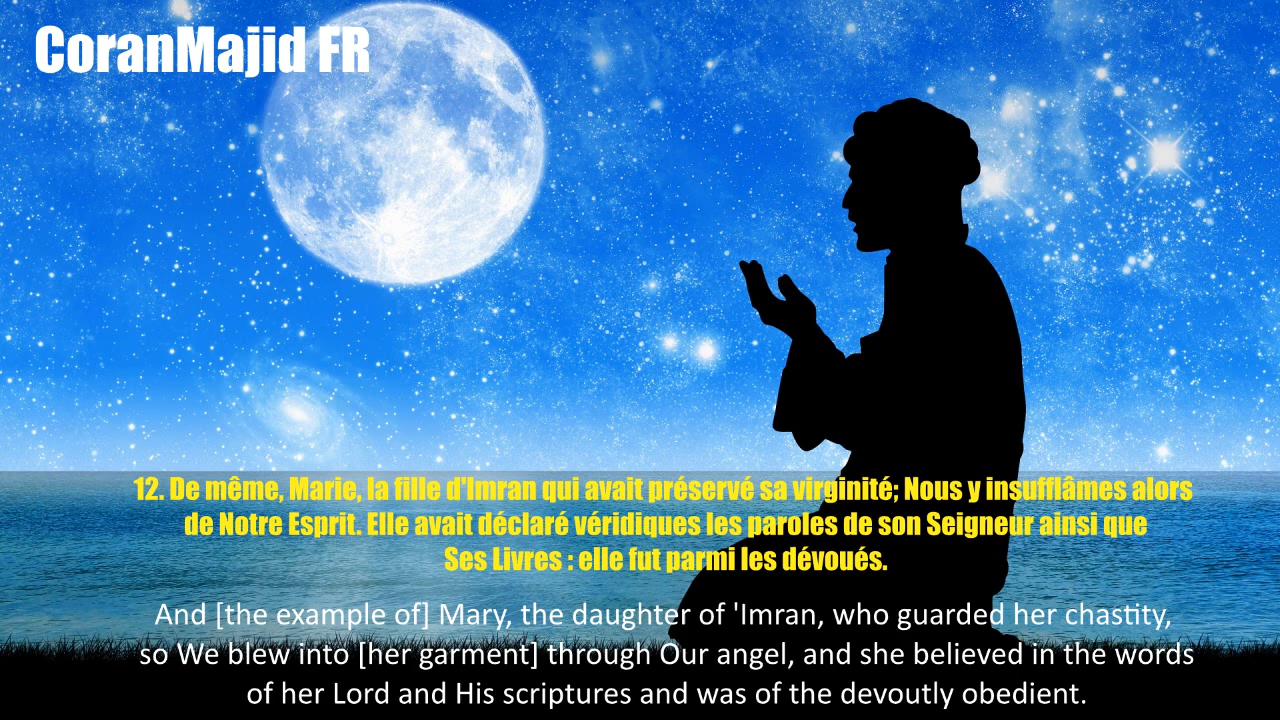 CoranMajid FR
12. De même, Marie, la fille d'Imran qui avait préservé sa virginité; Nous y insufflâmes alors
de Notre Esprit. Elle avait déclaré véridiques les paroles de son Seigneur ainsi que
Ses Livres : elle fut parmi les dévoués.
And [the example of] Mary, the daughter of 'Imran, who guarded her chastity,
so We blew into [her garment] through Our angel, and she believed in the words
of her Lord and His scriptures and was of the devoutly obedient.